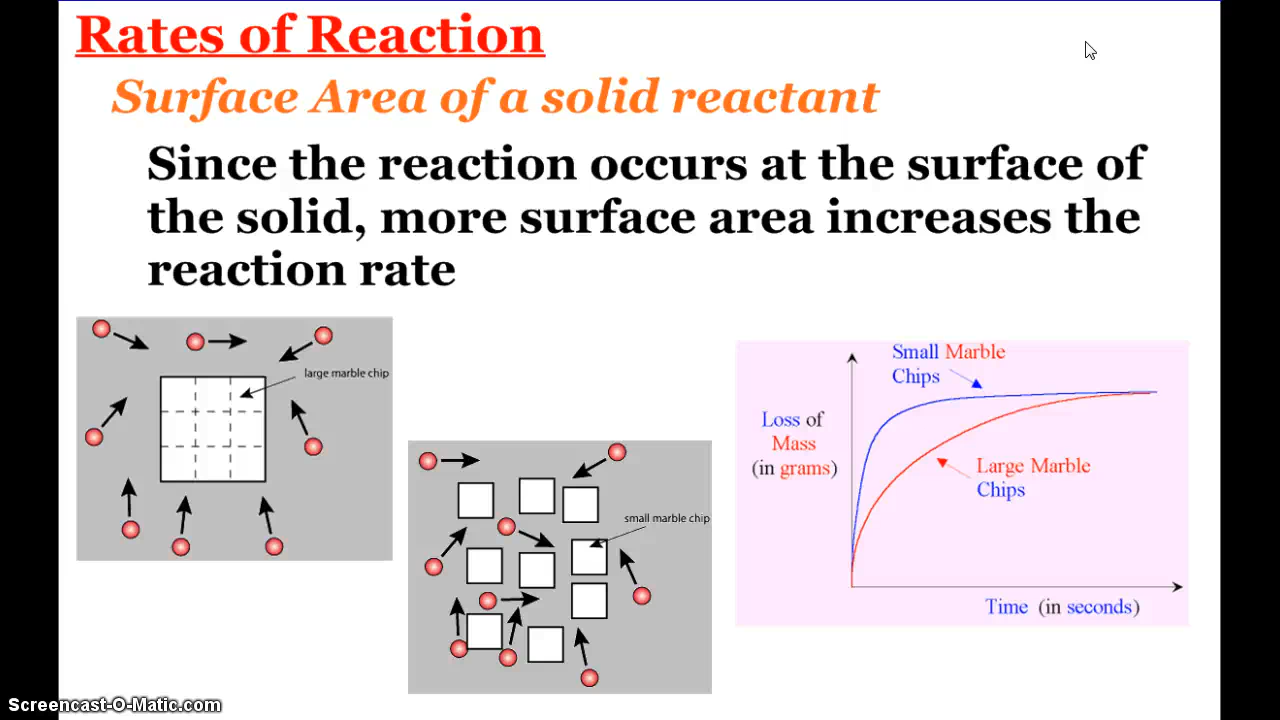 Rates of Reaction
Surface Area of a solid reactant
Since the reaction occurs at the surface of
the solid, more surface area increases the
reaction rate
large marble chip
small marble chip
Small Marble
Chips
Loss of
Mass
(in grams)
Large Marble
Chips
Time (in seconds)
Screencast-O-Matic.com